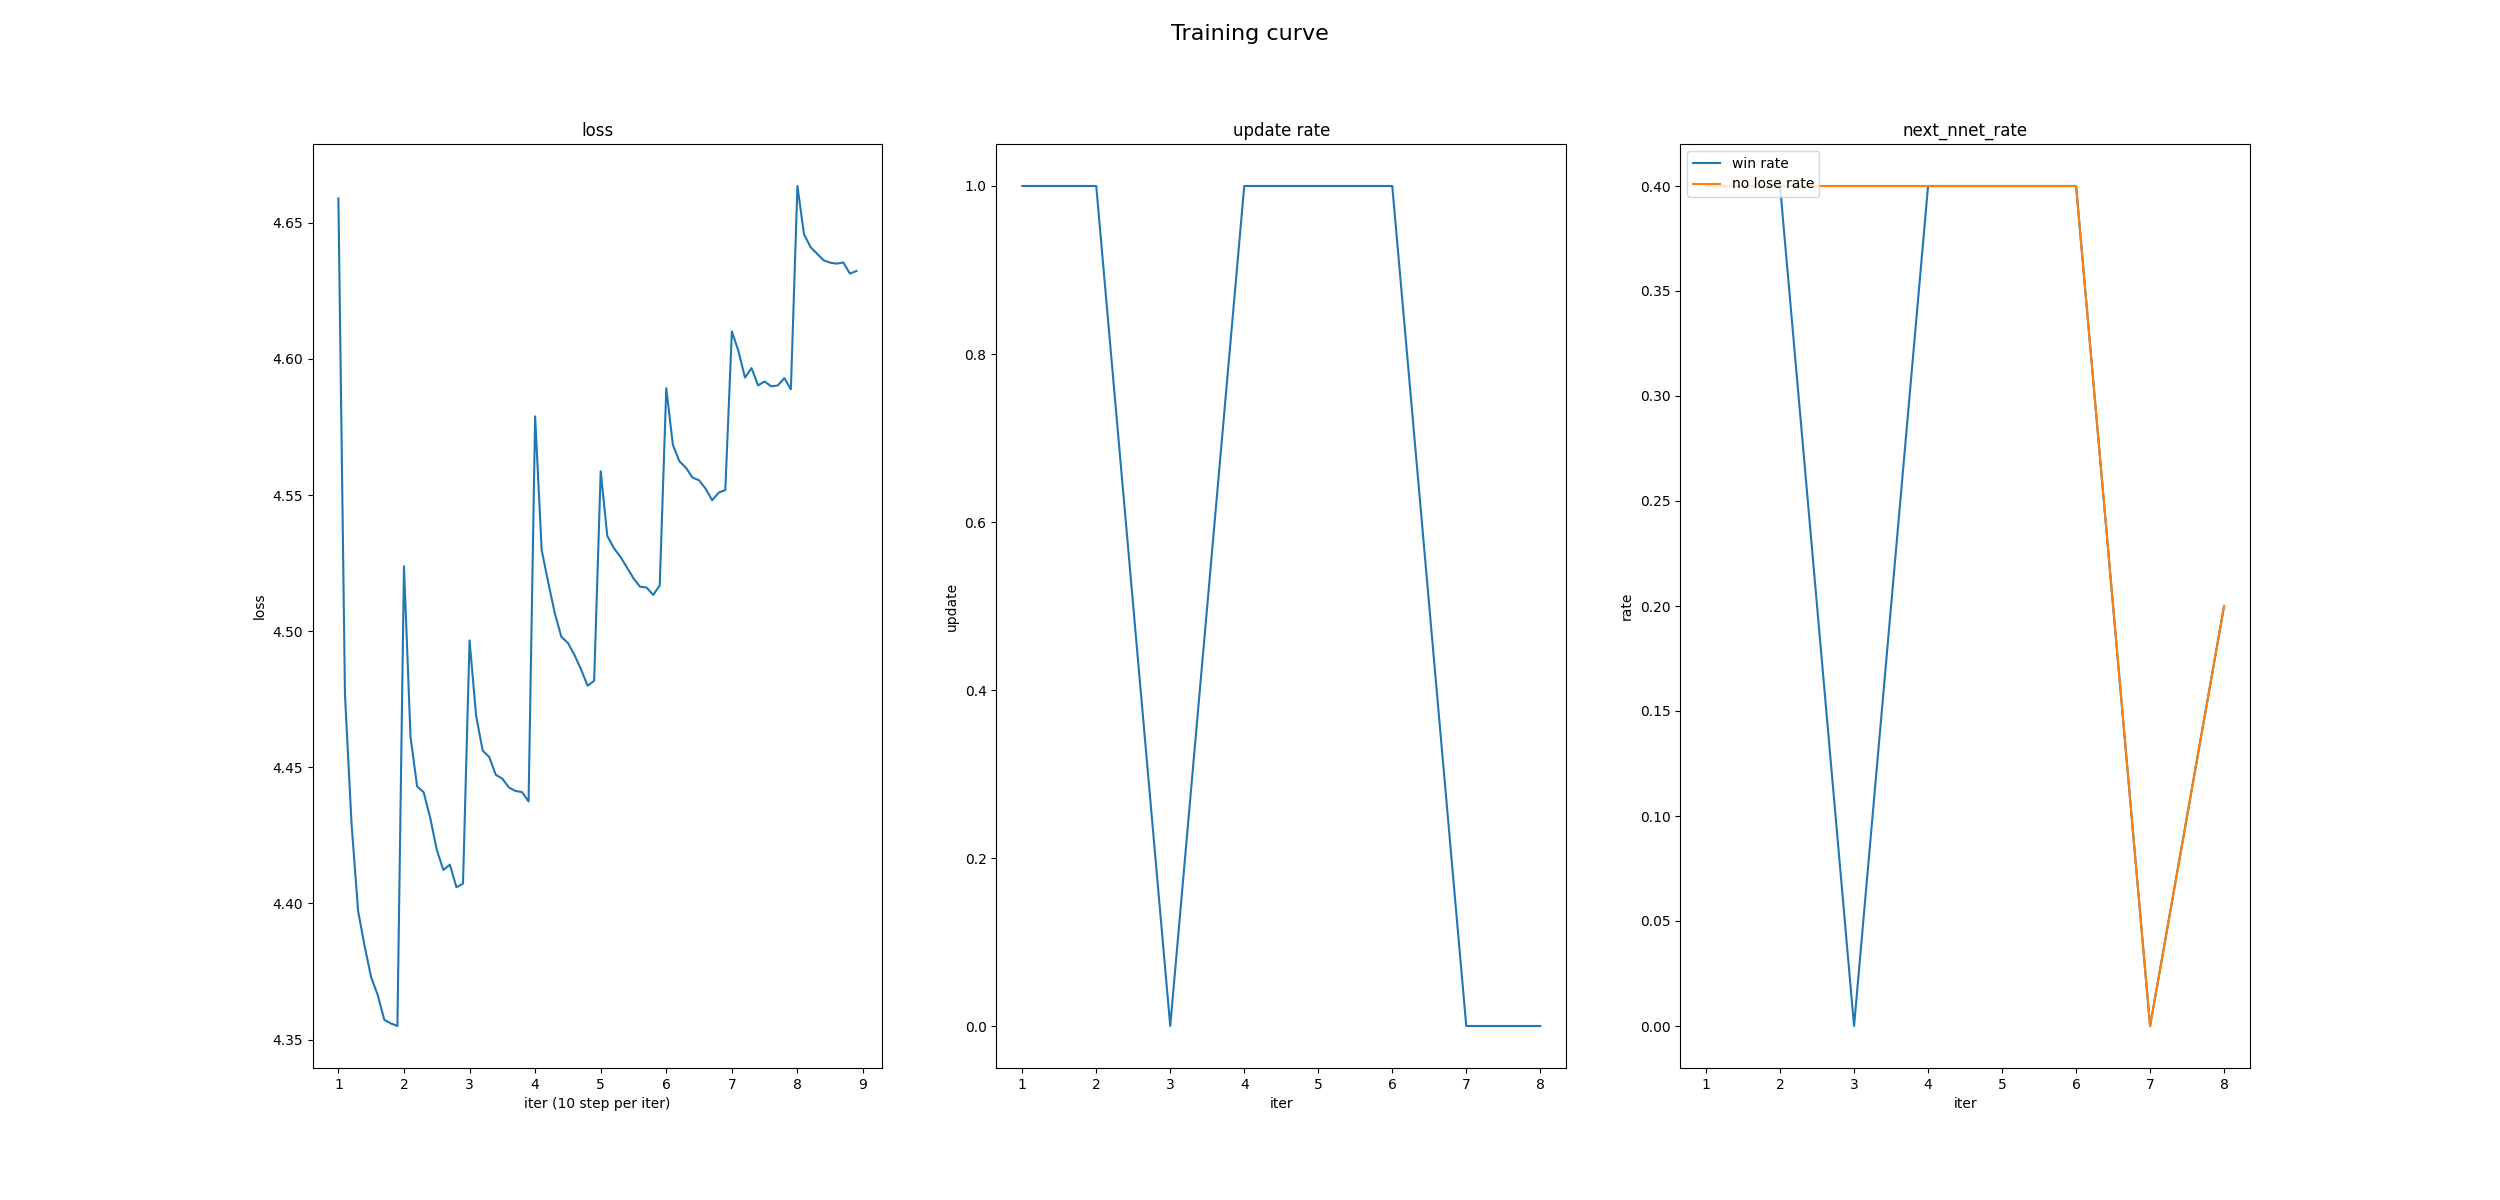 Training curve
loss
loss
4.65
4.60
4.55
4.50
4.45
4.40
4.35
1 2 3 4 5 6 7 8 9
iter (10 step per iter)
update rate
update
1.0
0.8
0.6
0.4
0.2
0.0
1 2 3 4 5 6 7 8
iter
next_nnet_rate
win rate
no lose rate
rate
0.40
0.35
0.30
0.25
0.20
0.15
0.10
0.05
0.00
1 2 3 4 5 6 7 8
iter